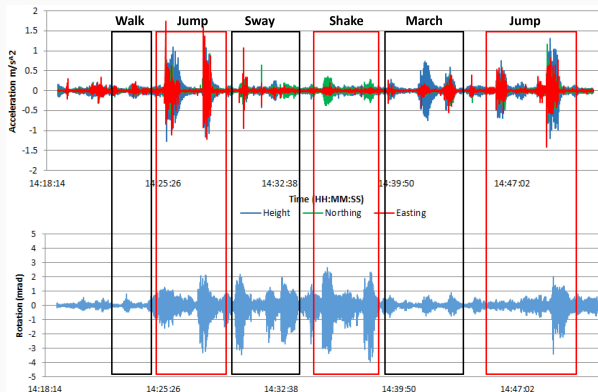 Walk Jump Sway Shake March Jump
Acceleration m/s^2
2
1.5
1
0.5
0
-0.5
-1
-1.5
-2
14:18:14 14:25:26 14:32:38 14:39:50 14:47:02
Time (HH:MM:SS)
Height Northing Easting
Rotation (mrad)
5
4
3
2
1
0
-1
-2
-3
-4
-5
14:18:14 14:25:26 14:32:38 14:39:50 14:47:02